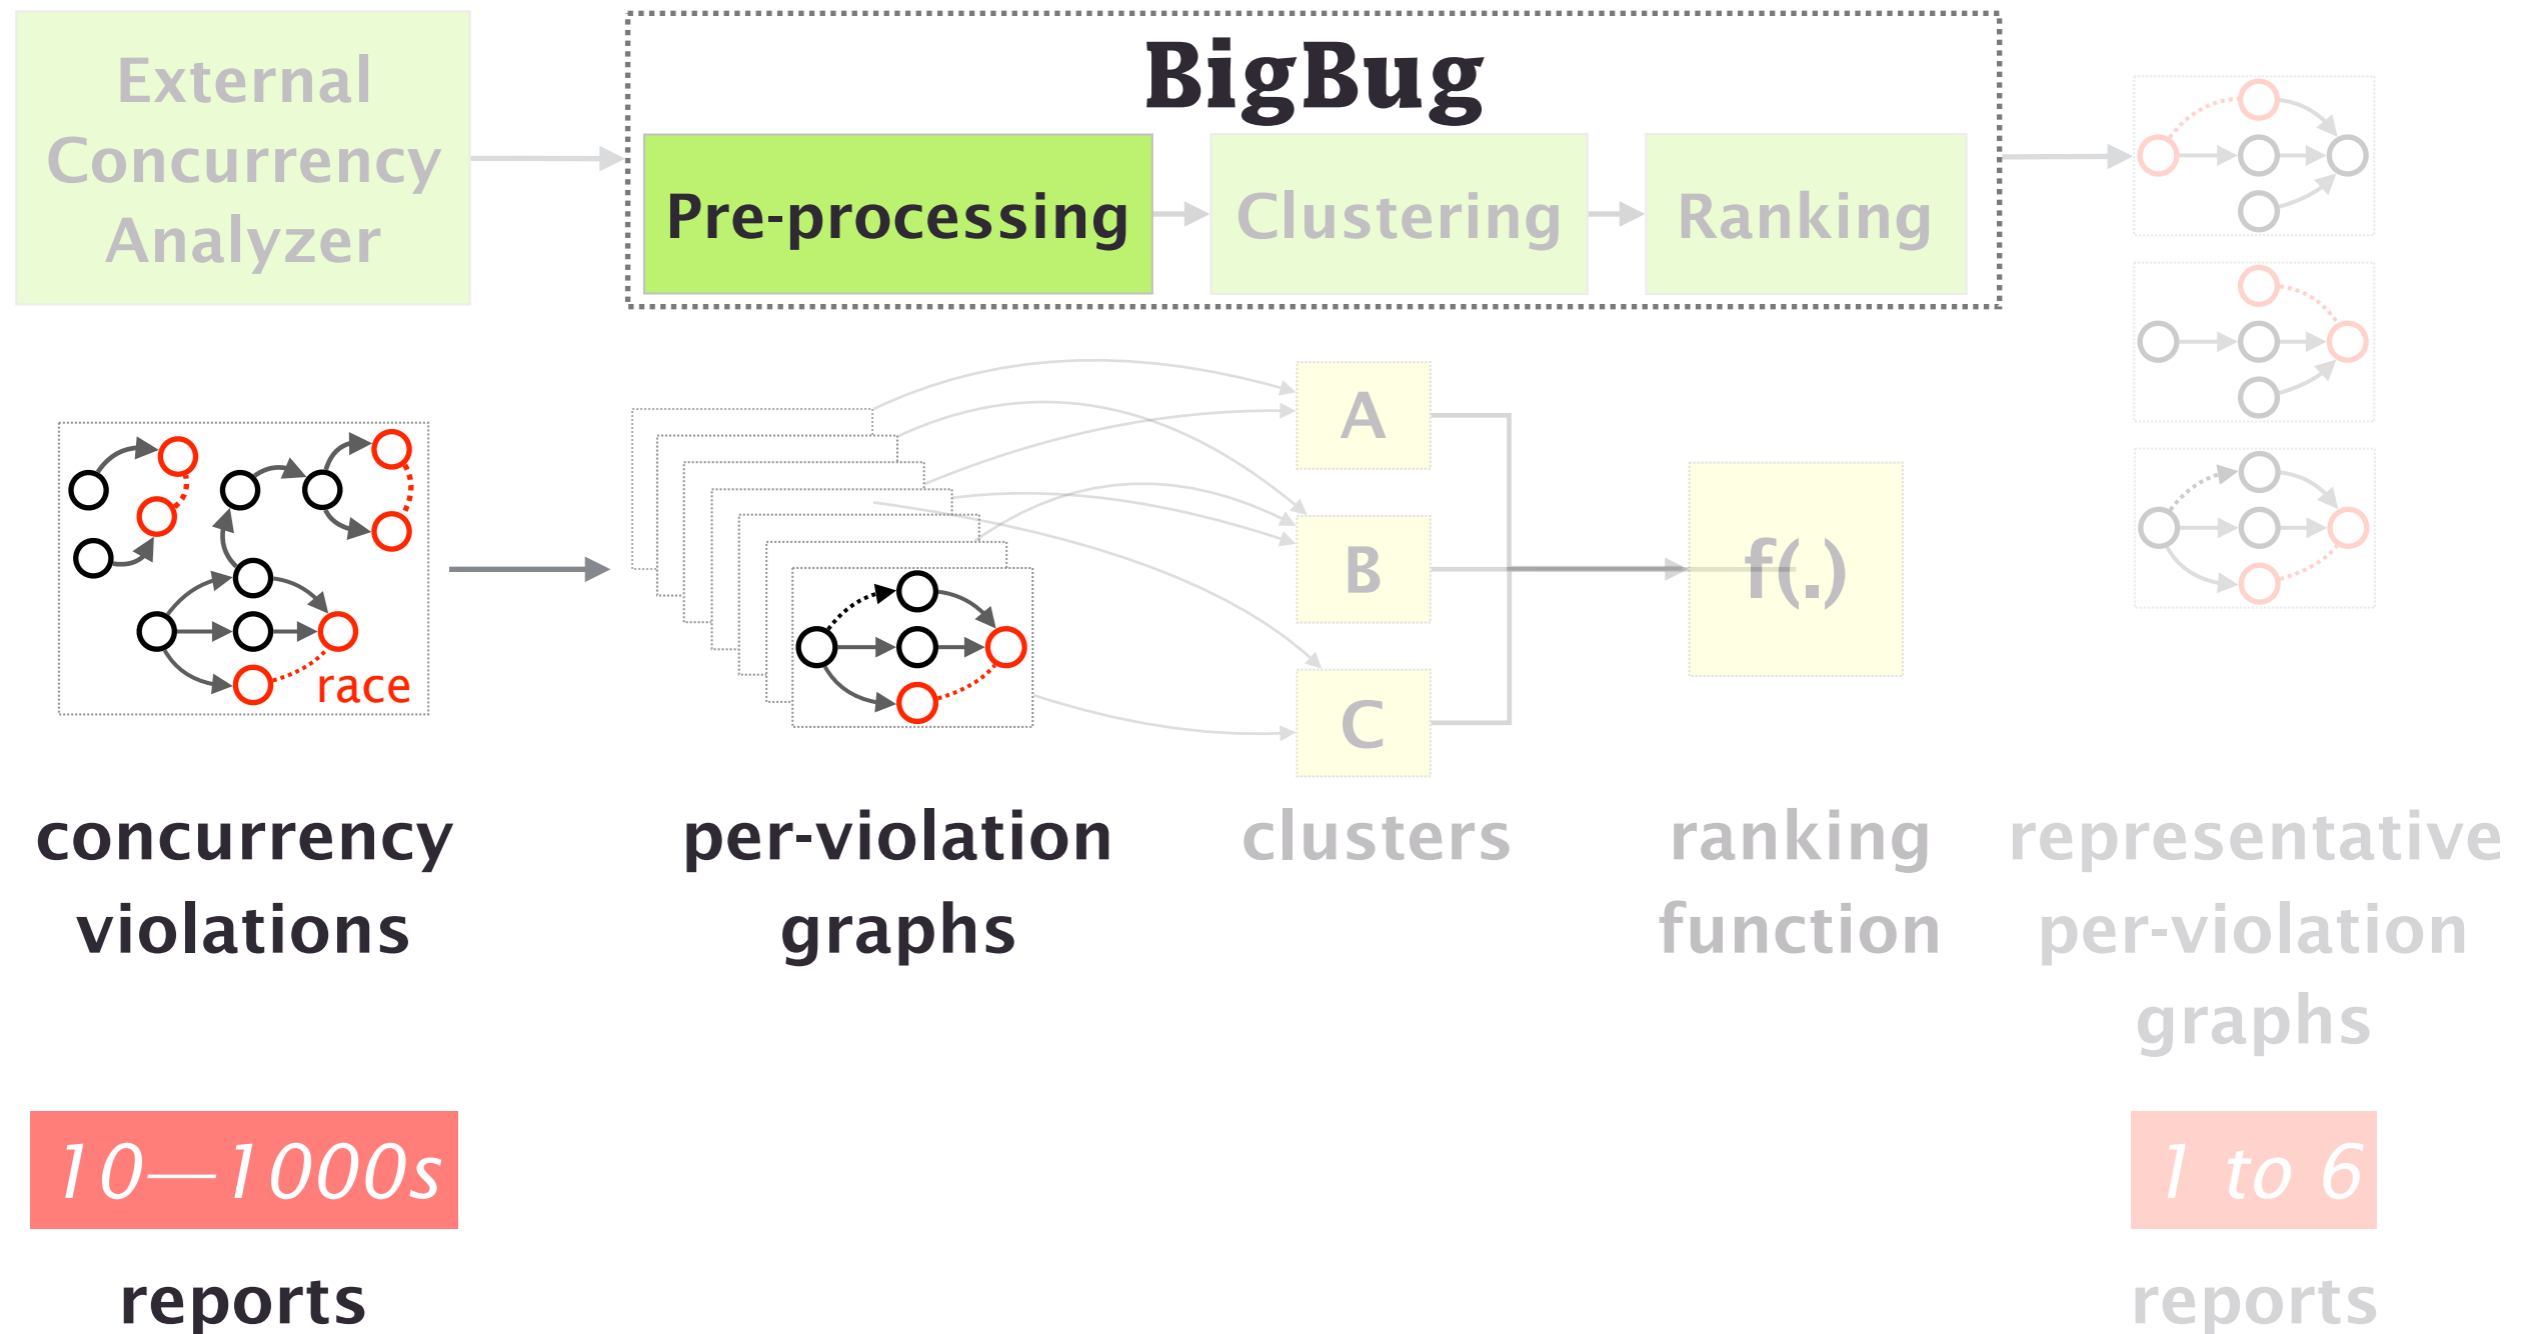 BigBug
External
Concurrency
Analyzer
Pre-processing
Clustering
Ranking
A
B
C
f(.)
race
concurrency
violations
per-violation
graphs
clusters
ranking
function
representative
per-violation
graphs
10—1000s
reports
1 to 6
reports